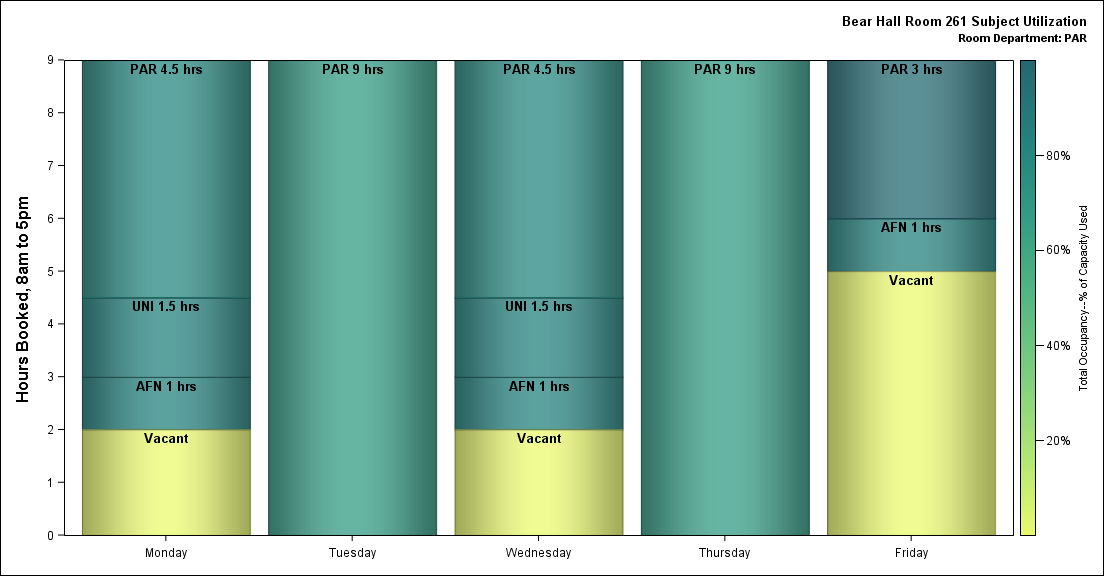 Bear Hall Room 261 Subject Utilization
Room Department: PAR
Hours Booked, 8am to 5pm
9
8
7
6
5
4
3
2
1
0
PAR 4.5 hrs
UNI 1.5 hrs
AFN 1 hrs
Vacant
PAR 9 hrs
PAR 4.5 hrs
UNI 1.5 hrs
AFN 1 hrs
Vacant
PAR 9 hrs
PAR 3 hrs
AFN 1 hrs
Vacant
Monday
Tuesday
Wednesday
Thursday
Friday
80%
60%
40%
20%
Total Occupancy--% of Capacity Used